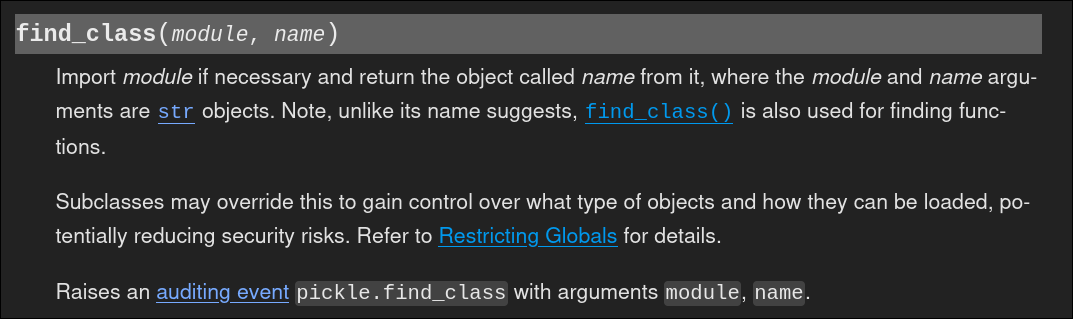 find_class(module, name)
Import module if necessary and return the object called name from it, where the module and name argu-
ments are str objects. Note, unlike its name suggests, find_class() is also used for finding func-
tions.
Subclasses may override this to gain control over what type of objects and how they can be loaded, po-
tentially reducing security risks. Refer to Restricting Globals for details.
Raises an auditing event pickle.find_class with arguments module, name.